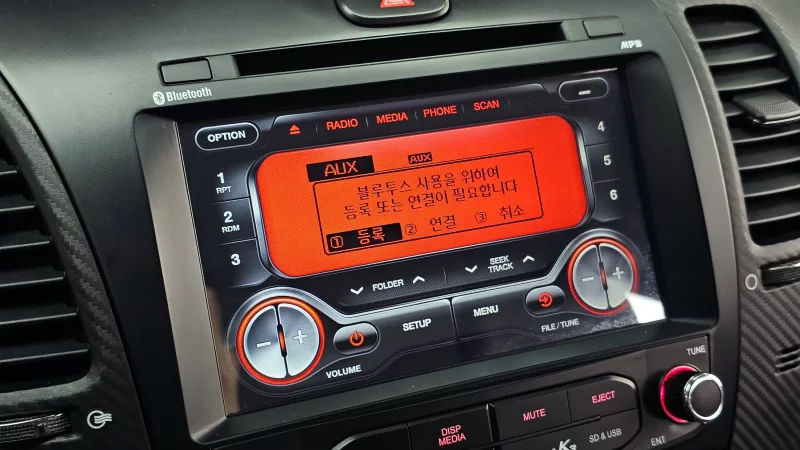 MP3
Bluetooth
OPTION
RADIO MEDIA PHONE SCAN
1 RPT
2 RDM
3
4
5
6
AUX AUX
블루투스 사용을 위하여
등록 또는 연결이 필요합니다
① 등록 ② 연결 ③ 취소
FOLDER
SEEK
TRACK
SETUP
MENU
VOLUME
FILE / TUNE
TUNE
DISP
MEDIA
MUTE
EJECT
SD & USB
ENT